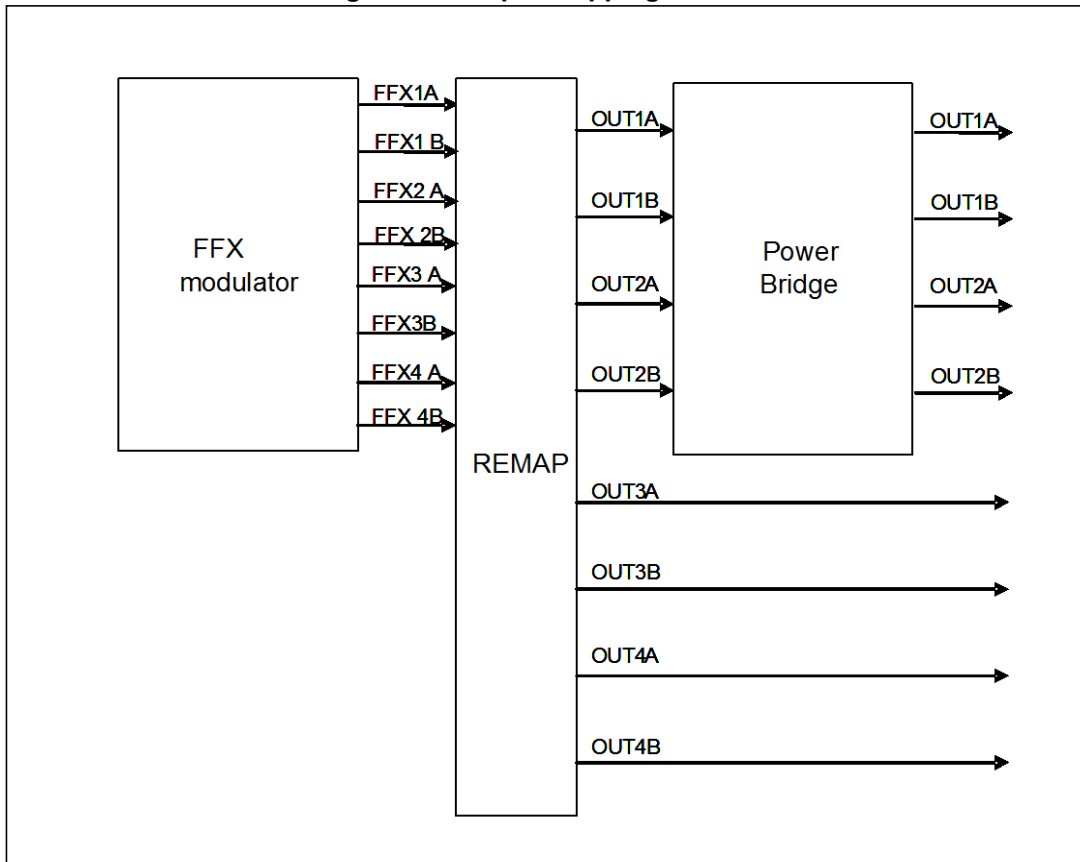 FFX modulator
FFX1A
FFX1 B
FFX2 A
FFX 2B
FFX3 A
FFX3B
FFX4 A
FFX 4B
REMAP
OUT1A
OUT1B
OUT2A
OUT2B
OUT3A
OUT3B
OUT4A
OUT4B
Power
Bridge
OUT1A
OUT1B
OUT2A
OUT2B